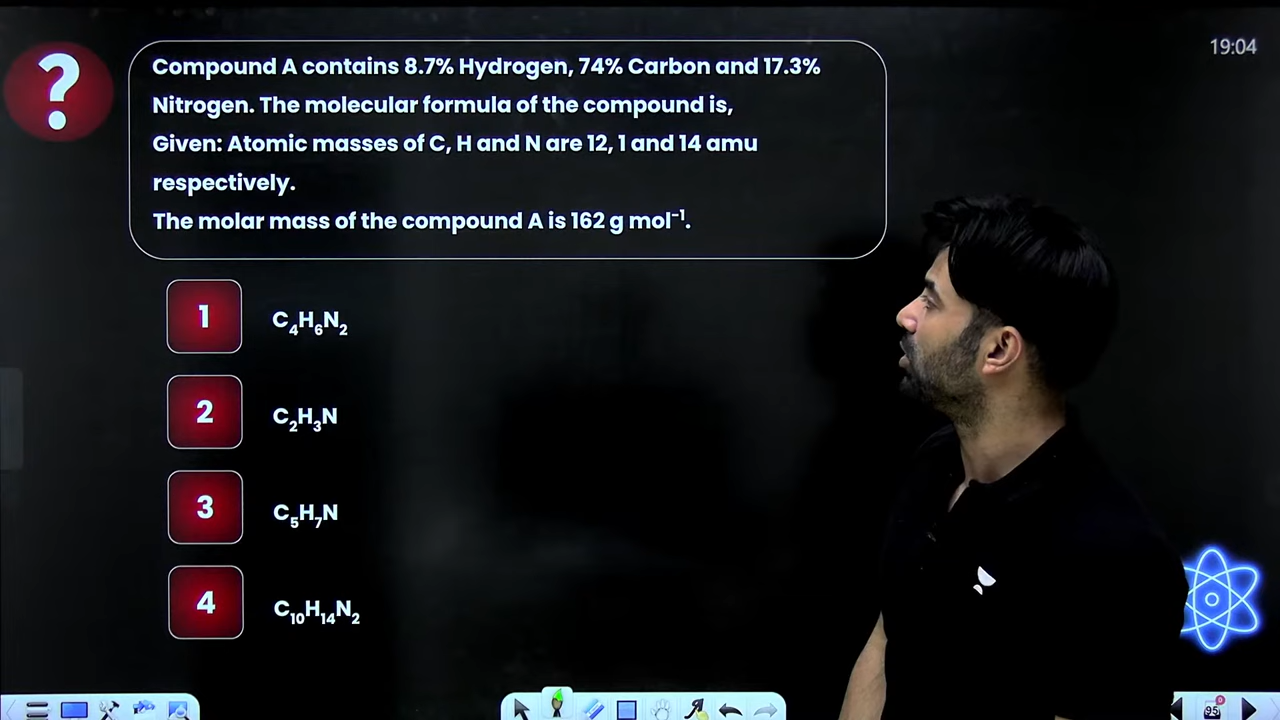 19:04
?
Compound A contains 8.7% Hydrogen, 74% Carbon and 17.3%
Nitrogen. The molecular formula of the compound is,
Given: Atomic masses of C, H and N are 12, 1 and 14 amu
respectively.
The molar mass of the compound A is 162 g mol⁻¹.
1 C₄H₆N₂
2 C₂H₃N
3 C₅H₇N
4 C₁₀H₁₄N₂
95